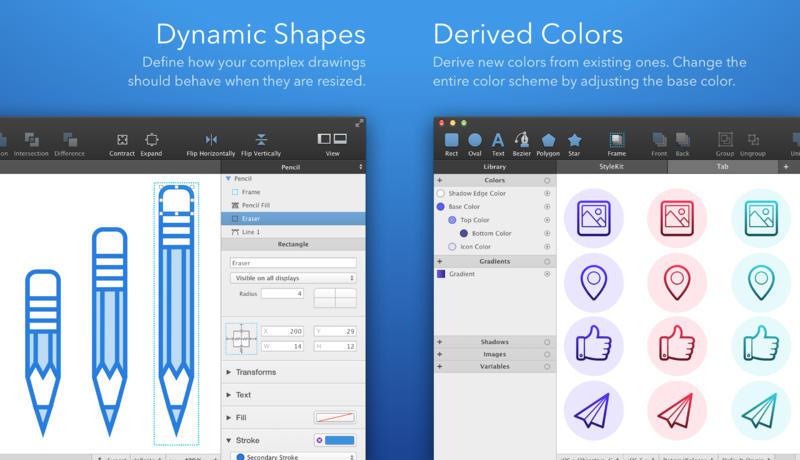 Dynamic Shapes
Define how your complex drawings
should behave when they are resized.
Derived Colors
Derive new colors from existing ones. Change the
entire color scheme by adjusting the base color.
Intersection Difference Contract Expand Flip Horizontally Flip Vertically View
Pencil
Pencil
Frame
Pencil Fill
Eraser
Line 1
Rectangle
Eraser
Visible on all displays
Radius 4
X 200 Y 29
W 14 H 12
Transforms
Text
Fill
Stroke
Secondary Stroke
Rect Oval Text Bezier Polygon Star Frame Front Back Group Ungroup
Library StyleKit Tab +
+ Colors
Shadow Edge Color
Base Color
Top Color
Bottom Color
Icon Color
+ Gradients
Gradient
+ Shadows
+ Images
+ Variables